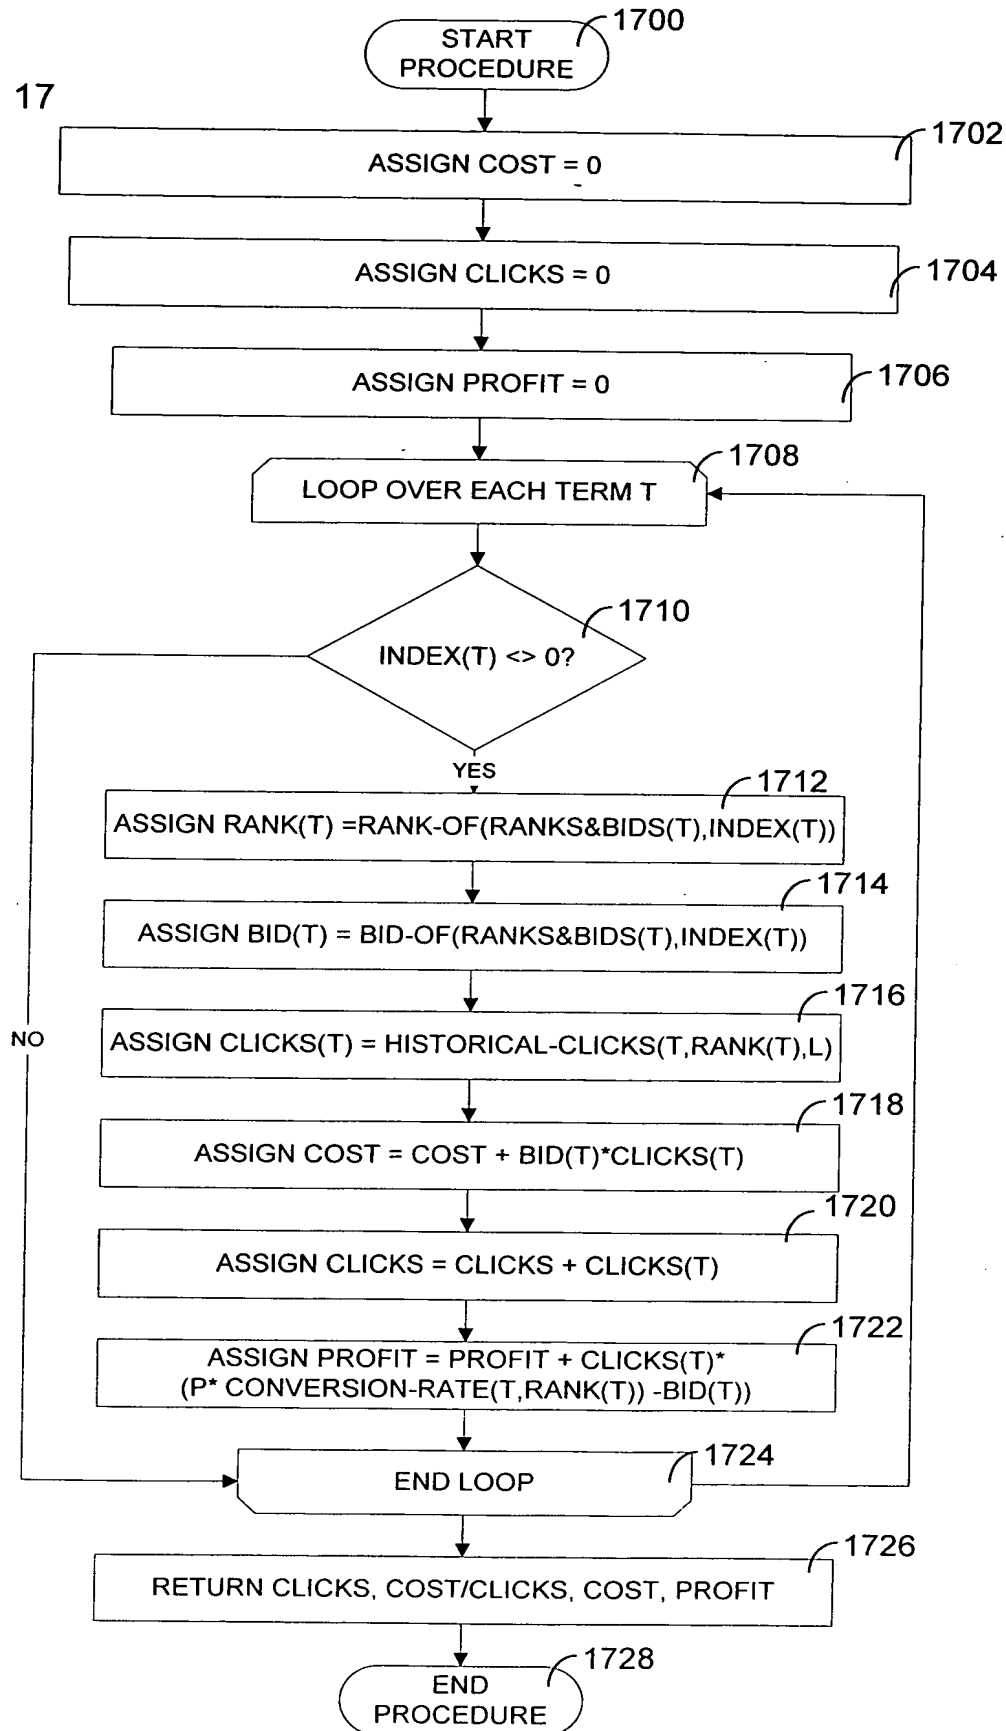 1700
START
PROCEDURE
17
1702
ASSIGN COST = 0
1704
ASSIGN CLICKS = 0
1706
ASSIGN PROFIT = 0
1708
LOOP OVER EACH TERM T
1710
INDEX(T) <> 0?
YES
1712
ASSIGN RANK(T) =RANK-OF(RANKS&BIDS(T),INDEX(T))
1714
ASSIGN BID(T) = BID-OF(RANKS&BIDS(T),INDEX(T))
1716
NO
ASSIGN CLICKS(T) = HISTORICAL-CLICKS(T,RANK(T),L)
1718
ASSIGN COST = COST + BID(T)*CLICKS(T)
1720
ASSIGN CLICKS = CLICKS + CLICKS(T)
1722
ASSIGN PROFIT = PROFIT + CLICKS(T)*
(P* CONVERSION-RATE(T,RANK(T)) -BID(T))
1724
END LOOP
1726
RETURN CLICKS, COST/CLICKS, COST, PROFIT
1728
END
PROCEDURE